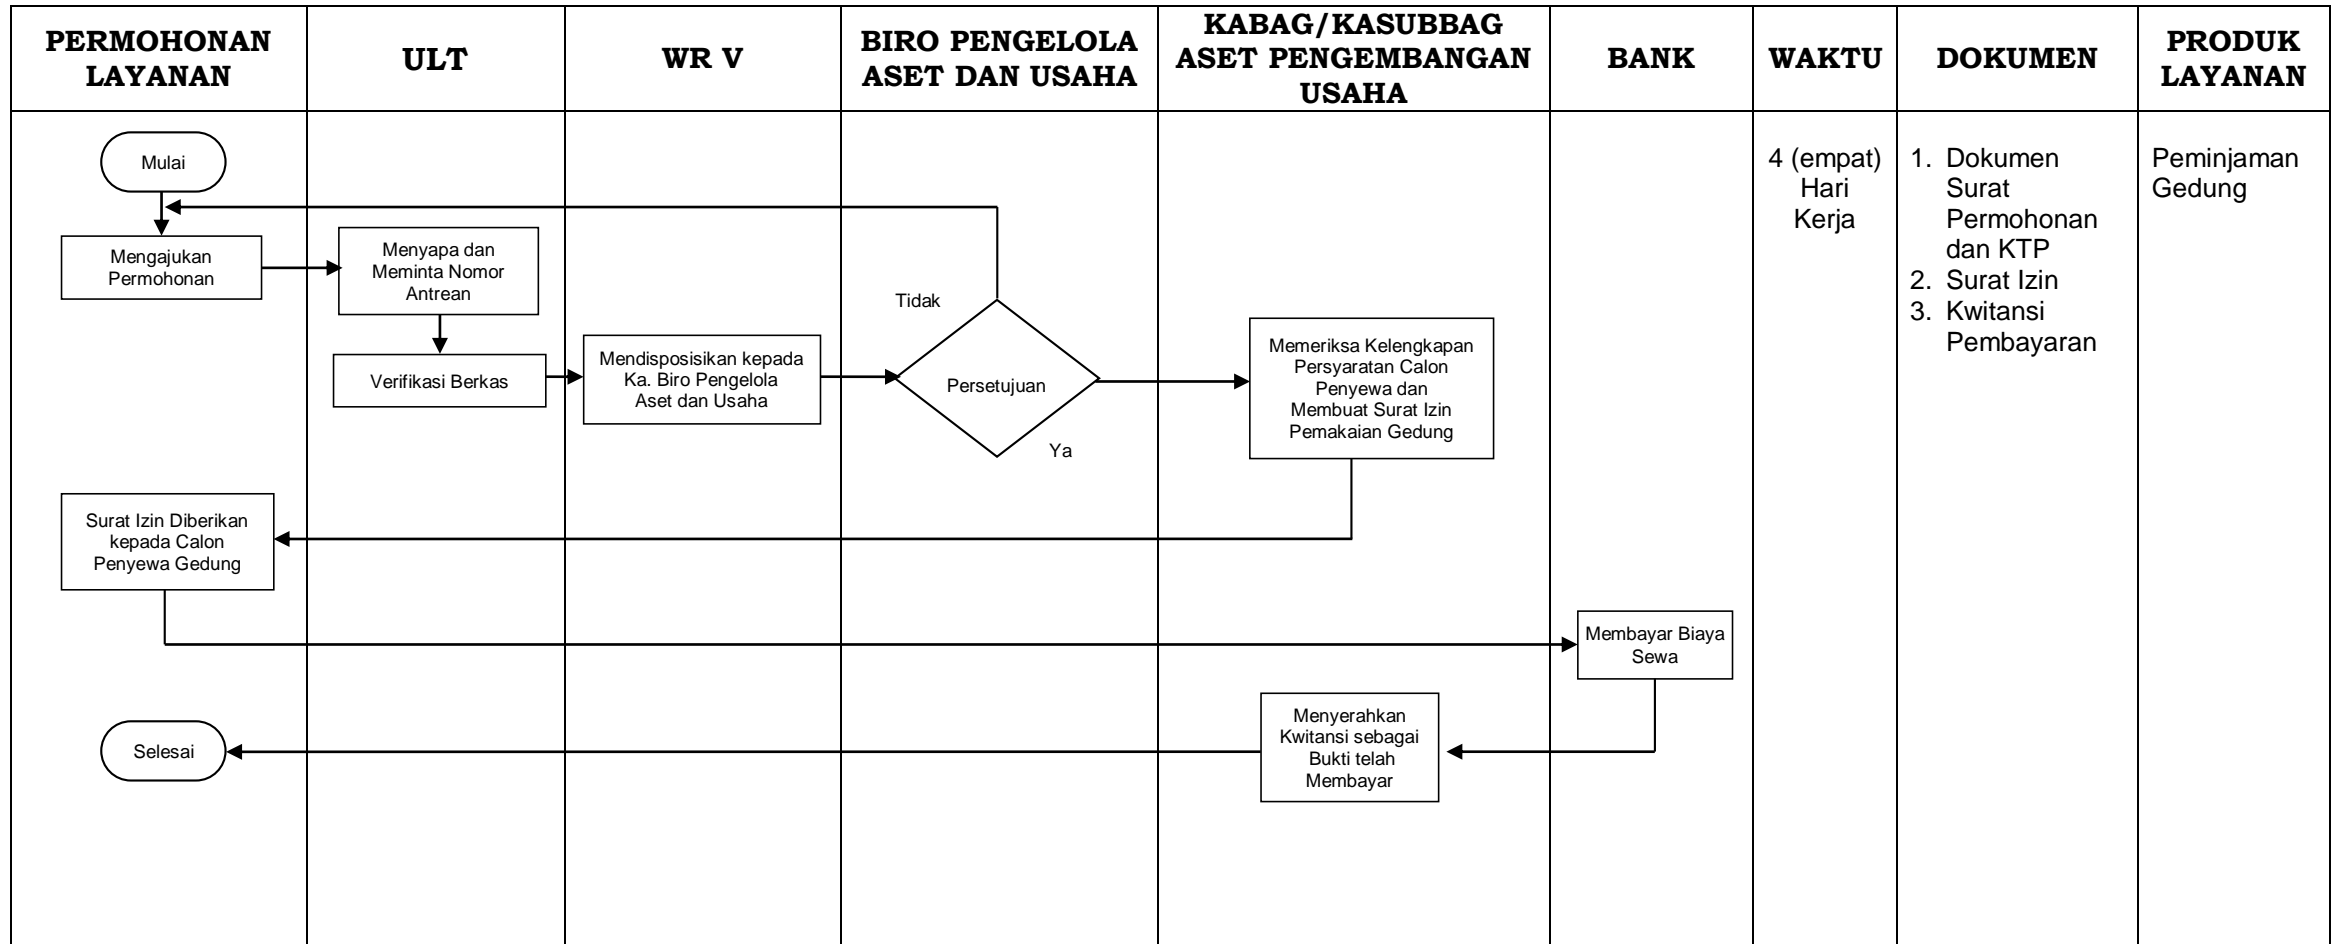 PERMOHONAN
LAYANAN
ULT
WR V
BIRO PENGELOLA
ASET DAN USAHA
KABAG/KASUBBAG
ASET PENGEMBANGAN
USAHA
BANK
WAKTU
DOKUMEN
PRODUK
LAYANAN
Mulai
Mengajukan
Permohonan
Menyapa dan
Meminta Nomor
Antrean
Verifikasi Berkas
Mendisposisikan kepada
Ka. Biro Pengelola
Aset dan Usaha
Tidak
Persetujuan
Ya
Memeriksa Kelengkapan
Persyaratan Calon
Penyewa dan
Membuat Surat Izin
Pemakaian Gedung
Surat Izin Diberikan
kepada Calon
Penyewa Gedung
Membayar Biaya
Sewa
Menyerahkan
Kwitansi sebagai
Bukti telah
Membayar
Selesai
4 (empat)
Hari
Kerja
1. Dokumen
Surat
Permohonan
dan KTP
2. Surat Izin
3. Kwitansi
Pembayaran
Peminjaman
Gedung